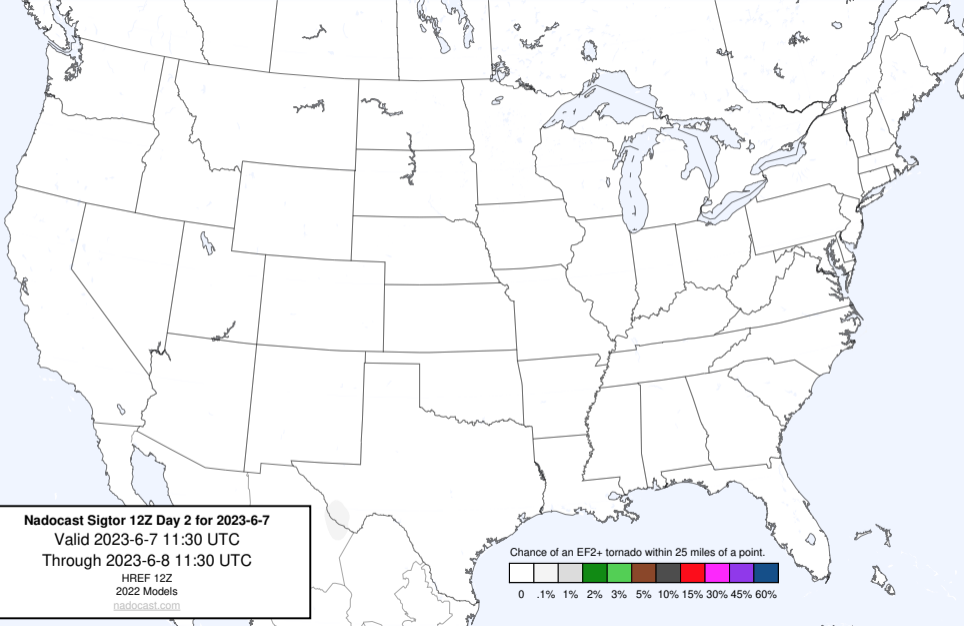 Nadocast Sigtor 12Z Day 2 for 2023-6-7
Valid 2023-6-7 11:30 UTC
Through 2023-6-8 11:30 UTC
HREF 12Z
2022 Models
nadocast.com
Chance of an EF2+ tornado within 25 miles of a point.
0 .1% 1% 2% 3% 5% 10% 15% 30% 45% 60%